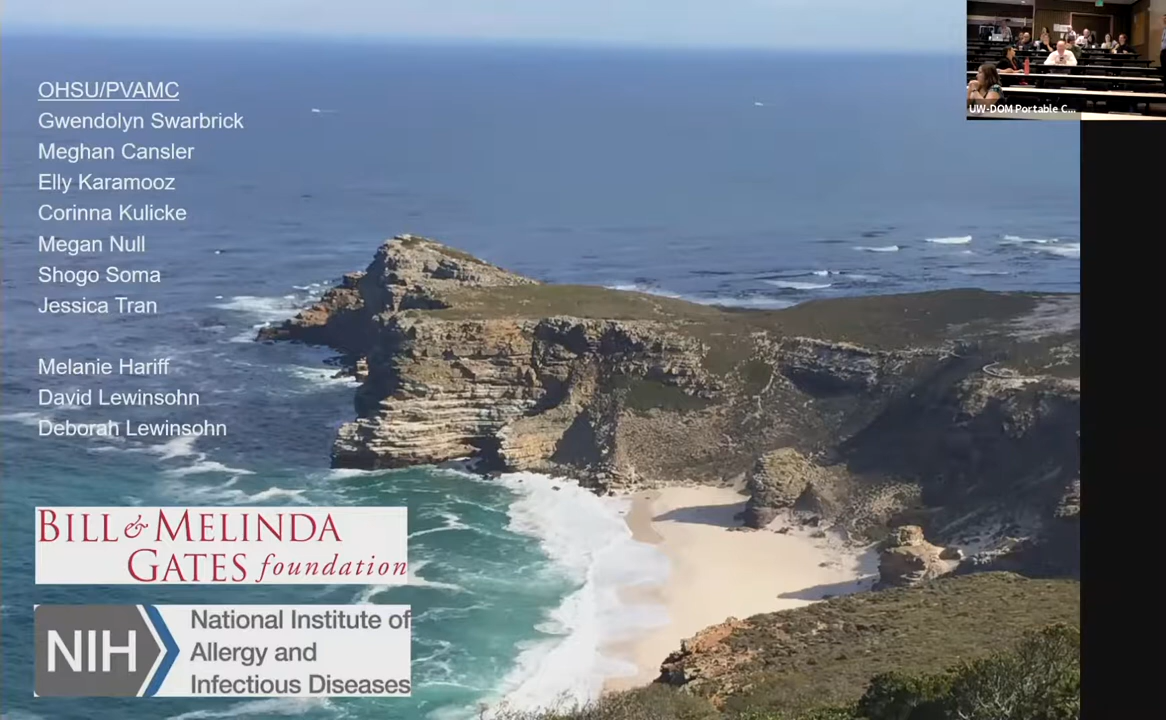 OHSU/PVAMC
Gwendolyn Swarbrick
Meghan Cansler
Elly Karamooz
Corinna Kulicke
Megan Null
Shogo Soma
Jessica Tran
Melanie Hariff
David Lewinsohn
Deborah Lewinsohn
BILL & MELINDA
GATES foundation
NIH
National Institute of
Allergy and
Infectious Diseases
UW-DOM Portable C...